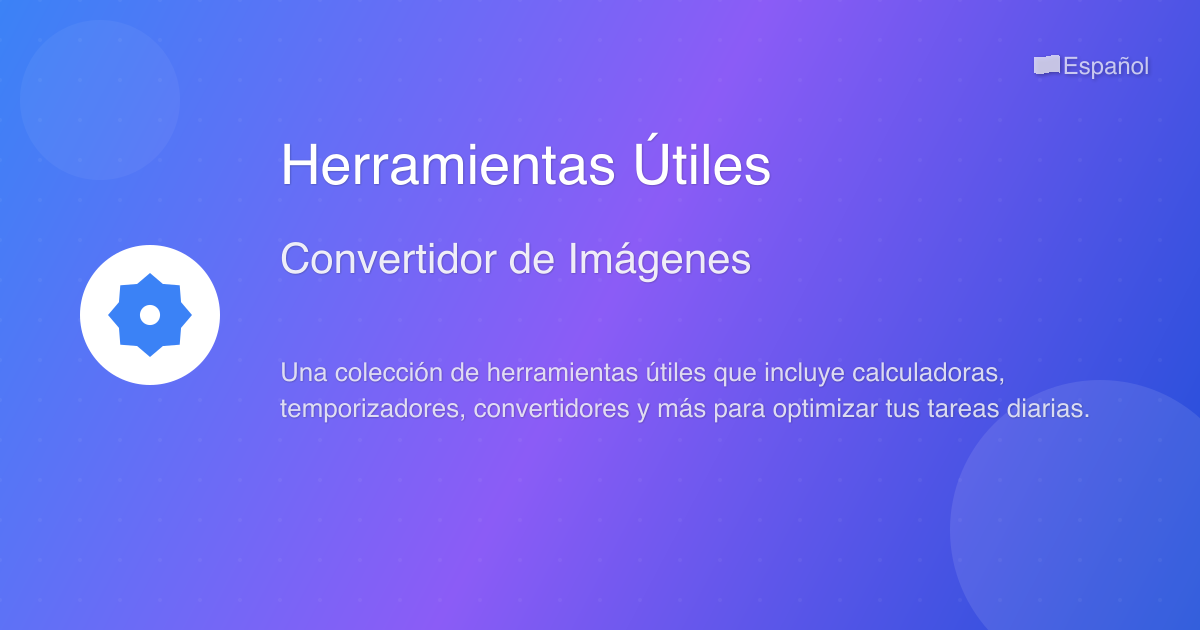 Español
Herramientas Útiles
Convertidor de Imágenes
Una colección de herramientas útiles que incluye calculadoras,
temporizadores, convertidores y más para optimizar tus tareas diarias.